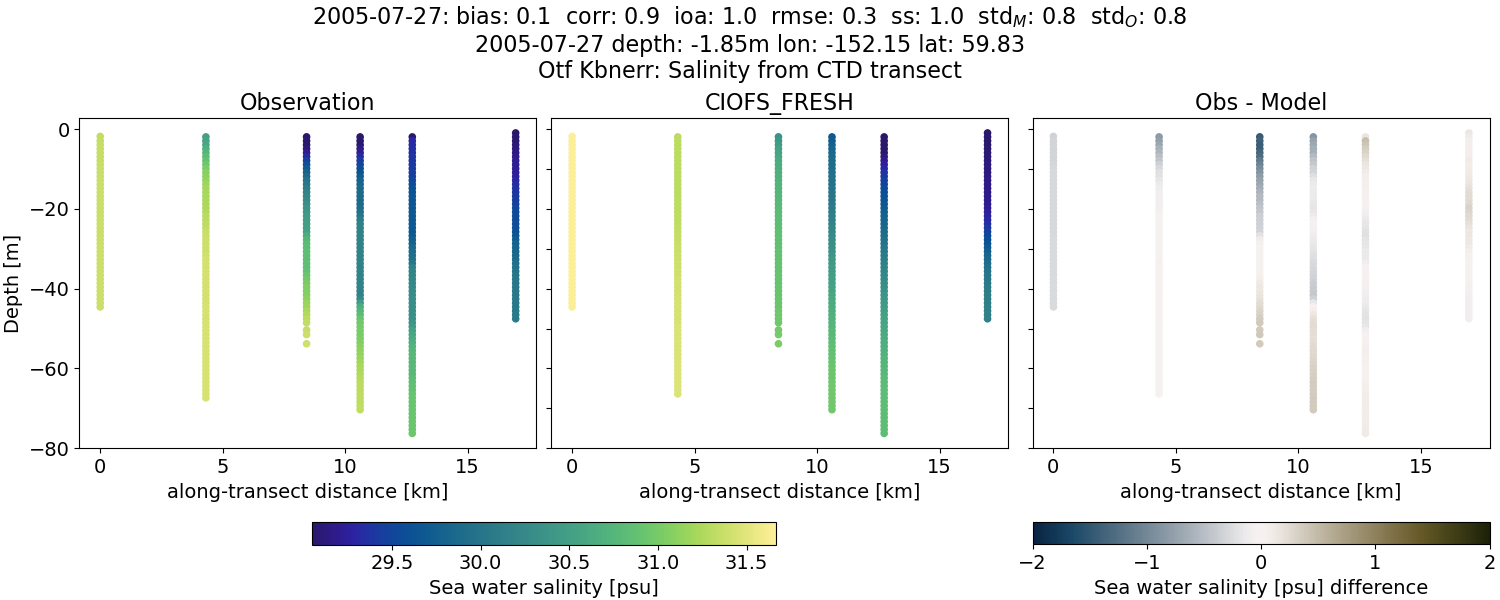 2005-07-27: bias: 0.1 corr: 0.9 ioa: 1.0 rmse: 0.3 ss: 1.0 std_M: 0.8 std_O: 0.8
2005-07-27 depth: -1.85m lon: -152.15 lat: 59.83
Otf Kbnerr: Salinity from CTD transect
Observation
CIOFS_FRESH
Obs - Model
Depth [m]
0
−20
−40
−60
−80
0 5 10 15
0 5 10 15
0 5 10 15
along-transect distance [km]
along-transect distance [km]
along-transect distance [km]
29.5 30.0 30.5 31.0 31.5
Sea water salinity [psu]
−2 −1 0 1 2
Sea water salinity [psu] difference